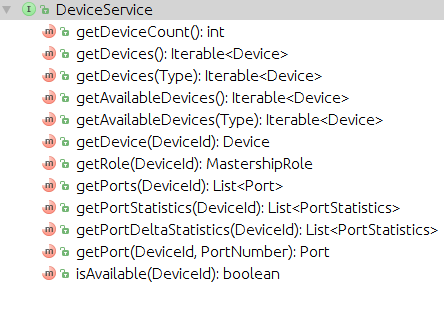 DeviceService
getDeviceCount(): int
getDevices(): Iterable<Device>
getDevices(Type): Iterable<Device>
getAvailableDevices(): Iterable<Device>
getAvailableDevices(Type): Iterable<Device>
getDevice(DeviceId): Device
getRole(DeviceId): MastershipRole
getPorts(DeviceId): List<Port>
getPortStatistics(DeviceId): List<PortStatistics>
getPortDeltaStatistics(DeviceId): List<PortStatistics>
getPort(DeviceId, PortNumber): Port
isAvailable(DeviceId): boolean